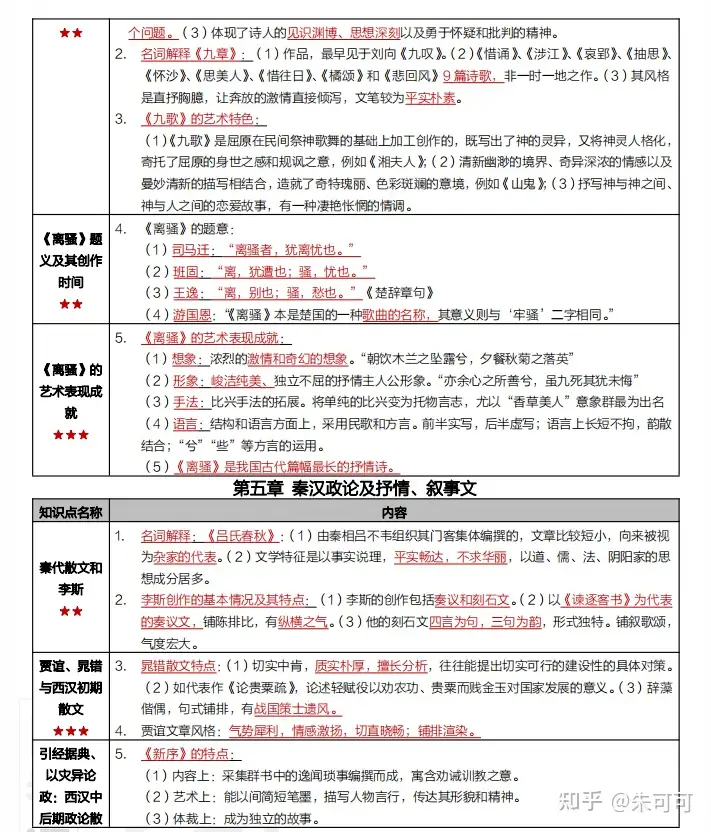 ★★
个问题。（3）体现了诗人的见识渊博、思想深刻以及勇于怀疑和批判的精神。
2. 名词解释《九章》：（1）作品，最早见于刘向《九叹》。（2）《惜诵》、《涉江》、《哀郢》、《抽思》、
《怀沙》、《思美人》、《惜往日》、《橘颂》和《悲回风》9 篇诗歌，非一时一地之作。（3）其风格
是直抒胸臆，让奔放的激情直接倾泻，文笔较为平实朴素。
3. 《九歌》的艺术特色：
（1）《九歌》是屈原在民间祭神歌舞的基础上加工创作的，既写出了神的灵异，又将神灵人格化，
寄托了屈原的身世之感和规讽之意，例如《湘夫人》；（2）清新幽渺的境界、奇异深浓的情感以及
曼妙清新的描写相结合，造就了奇特瑰丽、色彩斑斓的意境，例如《山鬼》；（3）抒写神与神之间、
神与人之间的恋爱故事，有一种凄艳怅惘的情调。
《离骚》题
义及其创作
时间
★★
4. 《离骚》的题意：
（1）司马迁：“离骚者，犹离忧也。”
（2）班固：“离，犹遭也；骚，忧也。”
（3）王逸：“离，别也；骚，愁也。”《楚辞章句》
（4）游国恩：“《离骚》本是楚国的一种歌曲的名称，其意义则与‘牢骚’二字相同。”
《离骚》的
艺术表现成
就
★★★
5. 《离骚》的艺术表现成就：
（1）想象：浓烈的激情和奇幻的想象。“朝饮木兰之坠露兮，夕餐秋菊之落英”
（2）形象：峻洁纯美、独立不屈的抒情主人公形象。“亦余心之所善兮，虽九死其犹未悔”
（3）手法：比兴手法的拓展。将单纯的比兴变为托物言志，尤以“香草美人”意象群最为出名
（4）语言：结构和语言方面上，采用民歌和方言。前半实写，后半虚写；语言上长短不拘，韵散
结合；“兮”“些”等方言的运用。
（5）《离骚》是我国古代篇幅最长的抒情诗。
第五章 秦汉政论及抒情、叙事文
知识点名称 内容
秦代散文和
李斯
★★
1. 名词解释：《吕氏春秋》：（1）由秦相吕不韦组织其门客集体编撰的，文章比较短小，向来被视
为杂家的代表。（2）文学特征是以事实说理，平实畅达，不求华丽，以道、儒、法、阴阳家的思
想成分居多。
2. 李斯创作的基本情况及其特点：（1）李斯的创作包括奏议和刻石文。（2）以《谏逐客书》为代表
的奏议文，铺陈排比，有纵横之气。（3）他的刻石文四言为句，三句为韵，形式独特。铺叙歌颂，
气度宏大。
贾谊、晁错
与西汉初期
散文
★★★
3. 晁错散文特点：（1）切实中肯，质实朴厚，擅长分析，往往能提出切实可行的建设性的具体对策。
（2）如代表作《论贵粟疏》，论述轻赋役以劝农功、贵粟而贱金玉对国家发展的意义。（3）辞藻
偕偶，句式铺排，有战国策士遗风。
4. 贾谊文章风格：气势犀利，情感激扬，切直晓畅；铺排渲染。
引经据典、
以灾异论
政：西汉中
后期政论散
5. 《新序》的特点：
（1）内容上：采集群书中的逸闻琐事编撰而成，寓含劝诫训教之意。
（2）艺术上：能以间简短笔墨，描写人物言行，传达其形貌和精神。
（3）体裁上：成为独立的故事。
知乎 @朱可可